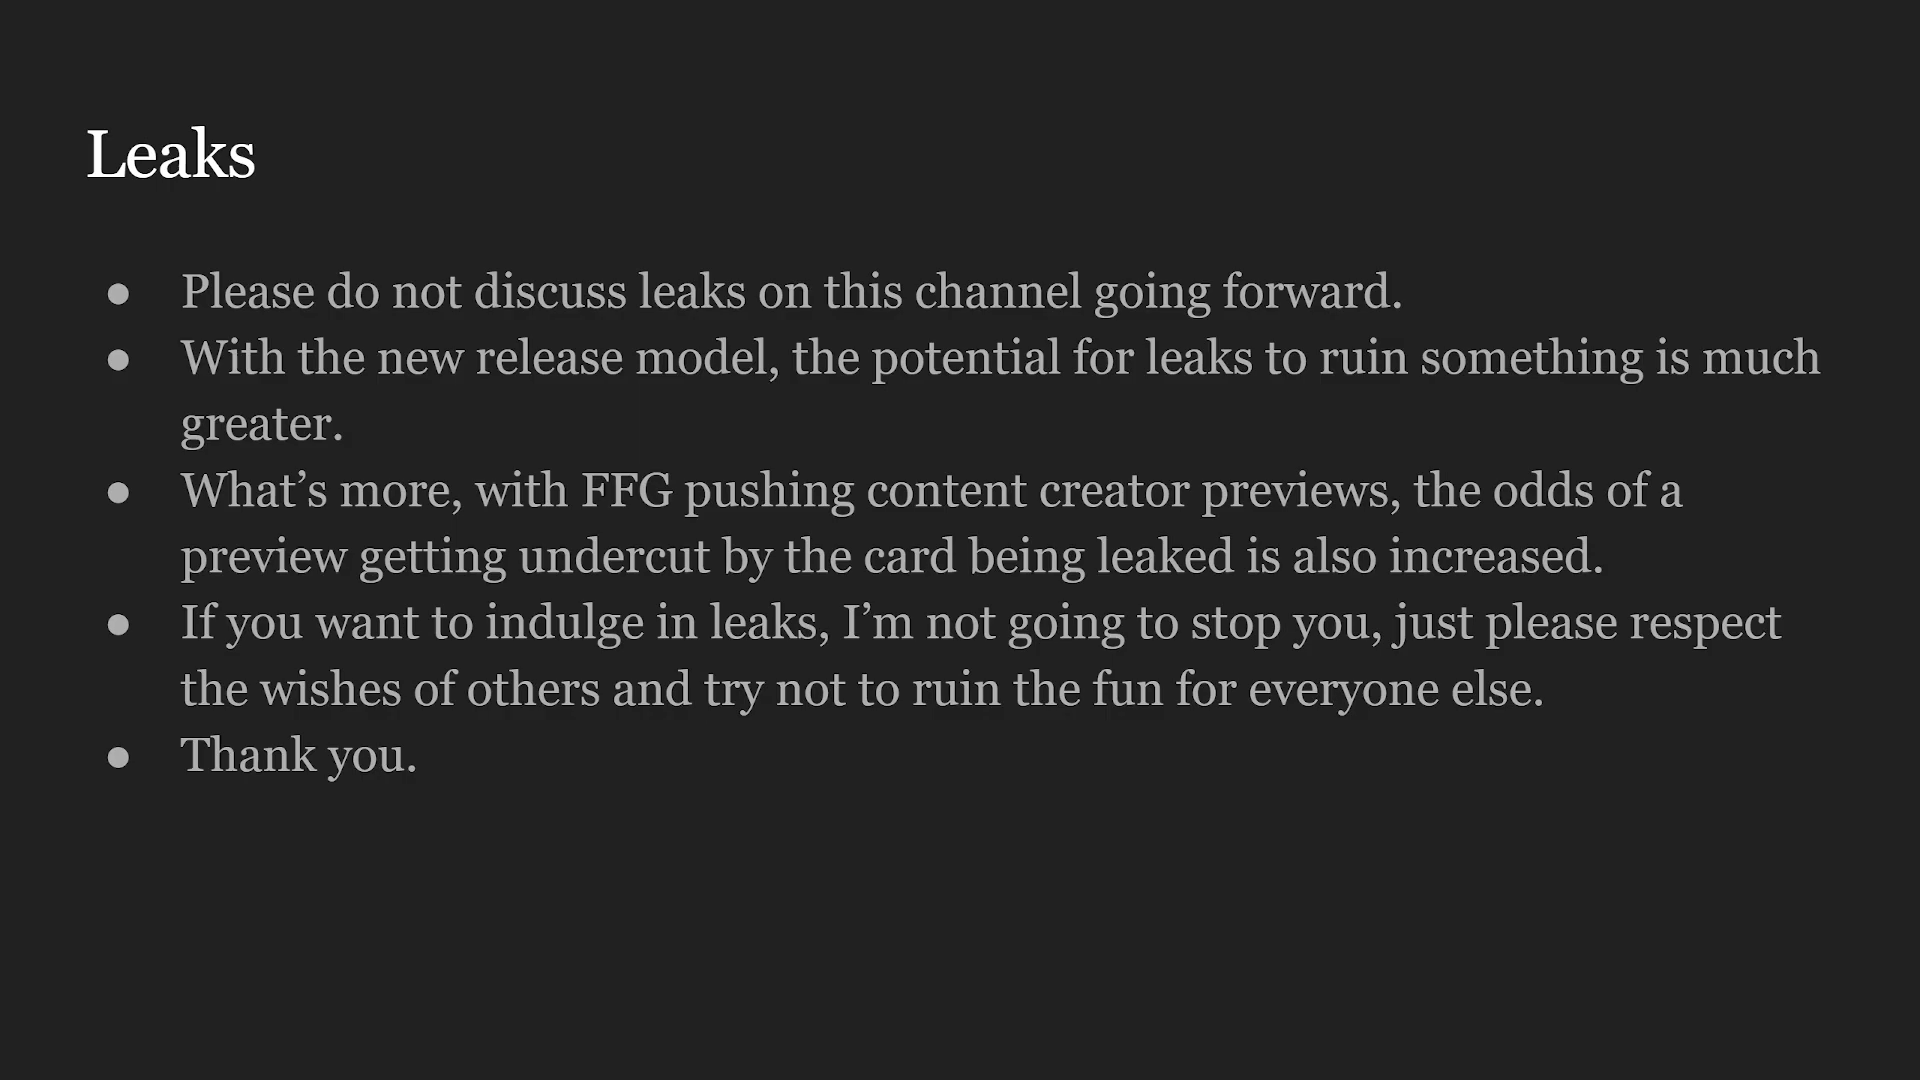 Leaks
● Please do not discuss leaks on this channel going forward.
● With the new release model, the potential for leaks to ruin something is much
greater.
● What’s more, with FFG pushing content creator previews, the odds of a
preview getting undercut by the card being leaked is also increased.
● If you want to indulge in leaks, I’m not going to stop you, just please respect
the wishes of others and try not to ruin the fun for everyone else.
● Thank you.